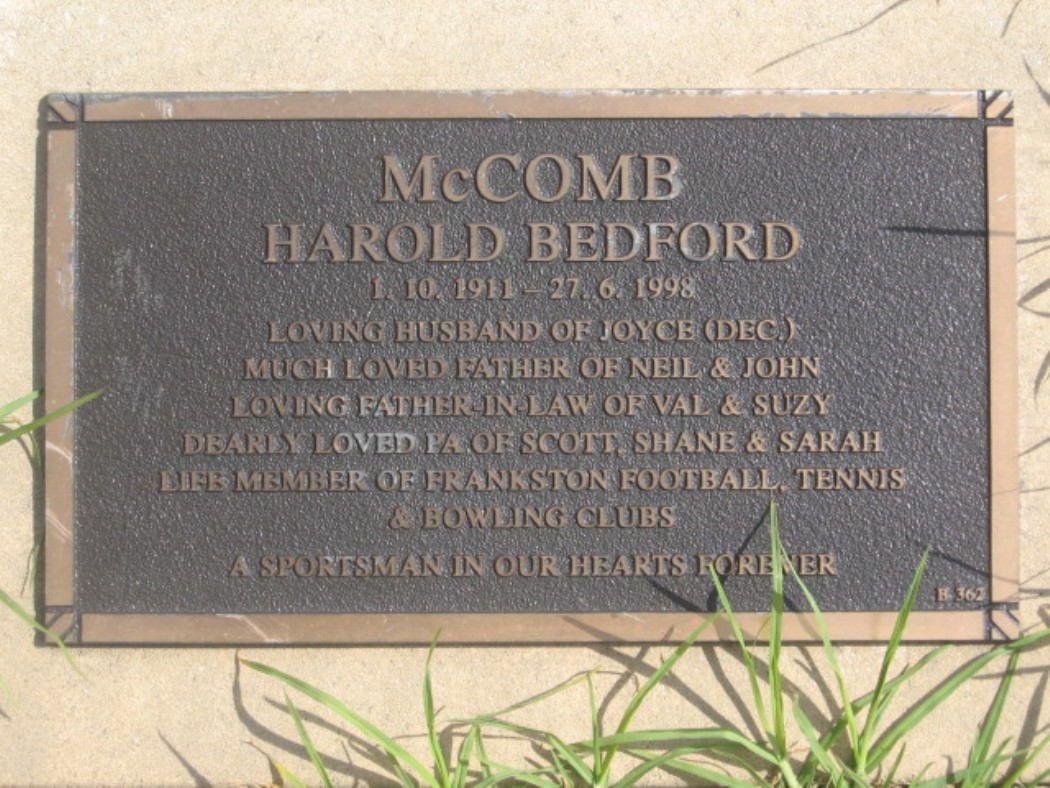 McCOMB
HAROLD BEDFORD
1. 10. 1911 – 27. 6. 1998
LOVING HUSBAND OF JOYCE (DEC.)
MUCH LOVED FATHER OF NEIL & JOHN
LOVING FATHER-IN-LAW OF VAL & SUZY
DEARLY LOVED PA OF SCOTT, SHANE & SARAH
LIFE MEMBER OF FRANKSTON FOOTBALL, TENNIS
& BOWLING CLUBS
A SPORTSMAN IN OUR HEARTS FOREVER
H 362